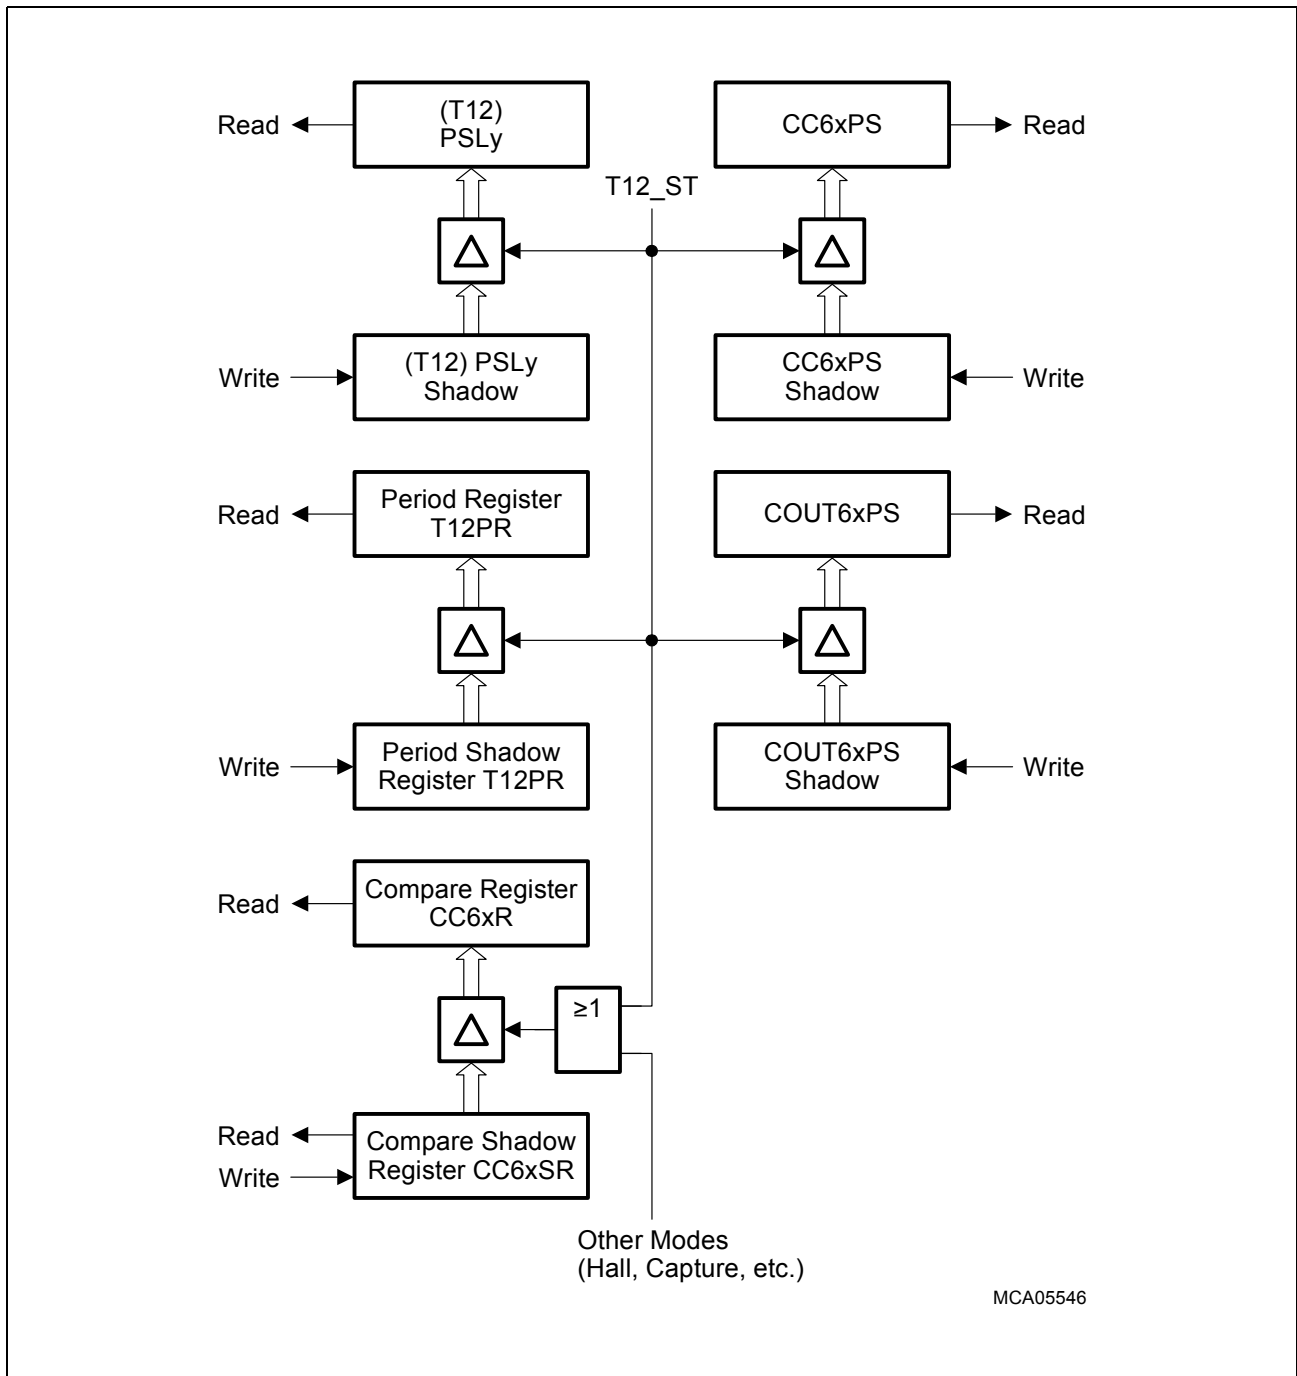 Read
(T12)
PSLy
CC6xPS
Read
T12_ST
Write
(T12) PSLy
Shadow
CC6xPS
Shadow
Write
Read
Period Register
T12PR
COUT6xPS
Read
Write
Period Shadow
Register T12PR
COUT6xPS
Shadow
Write
Read
Compare Register
CC6xR
≥1
Read
Write
Compare Shadow
Register CC6xSR
Other Modes
(Hall, Capture, etc.)
MCA05546